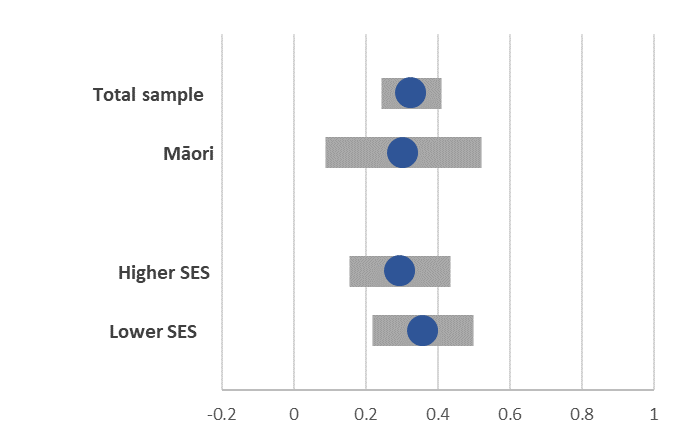 Total sample
Māori
Higher SES
Lower SES
-0.2 0 0.2 0.4 0.6 0.8 1